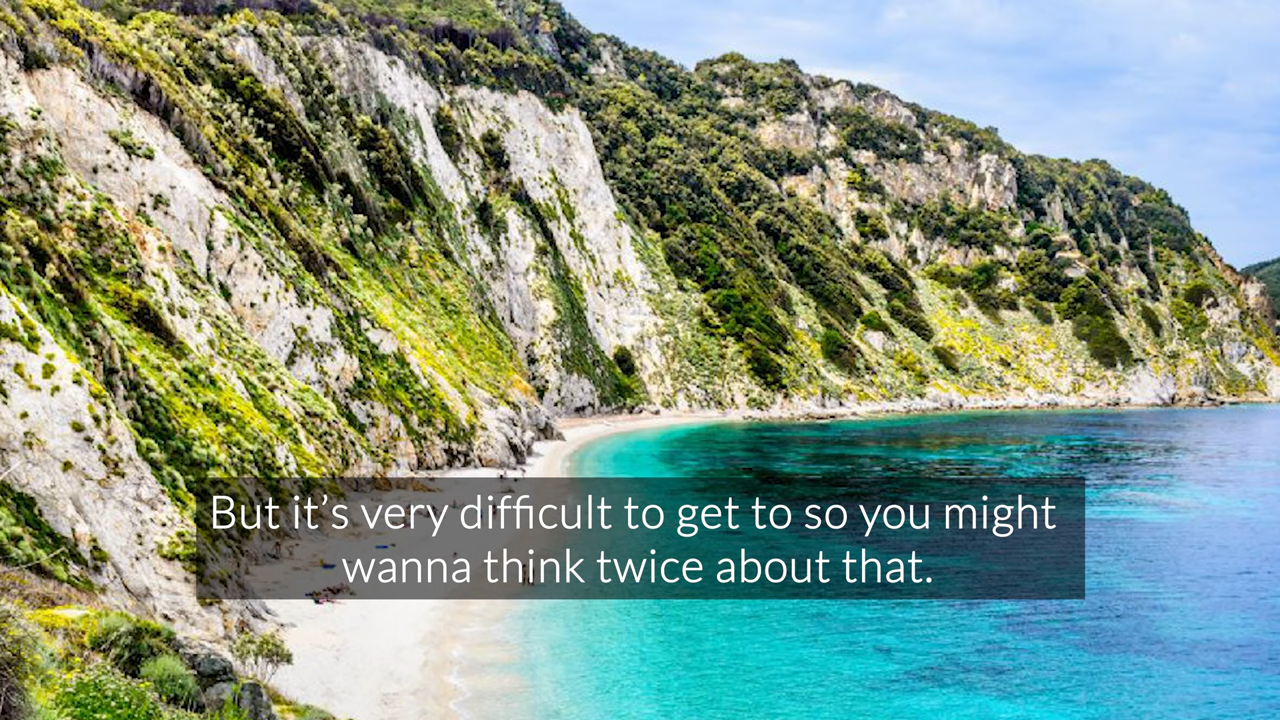 But it’s very difficult to get to so you might
wanna think twice about that.